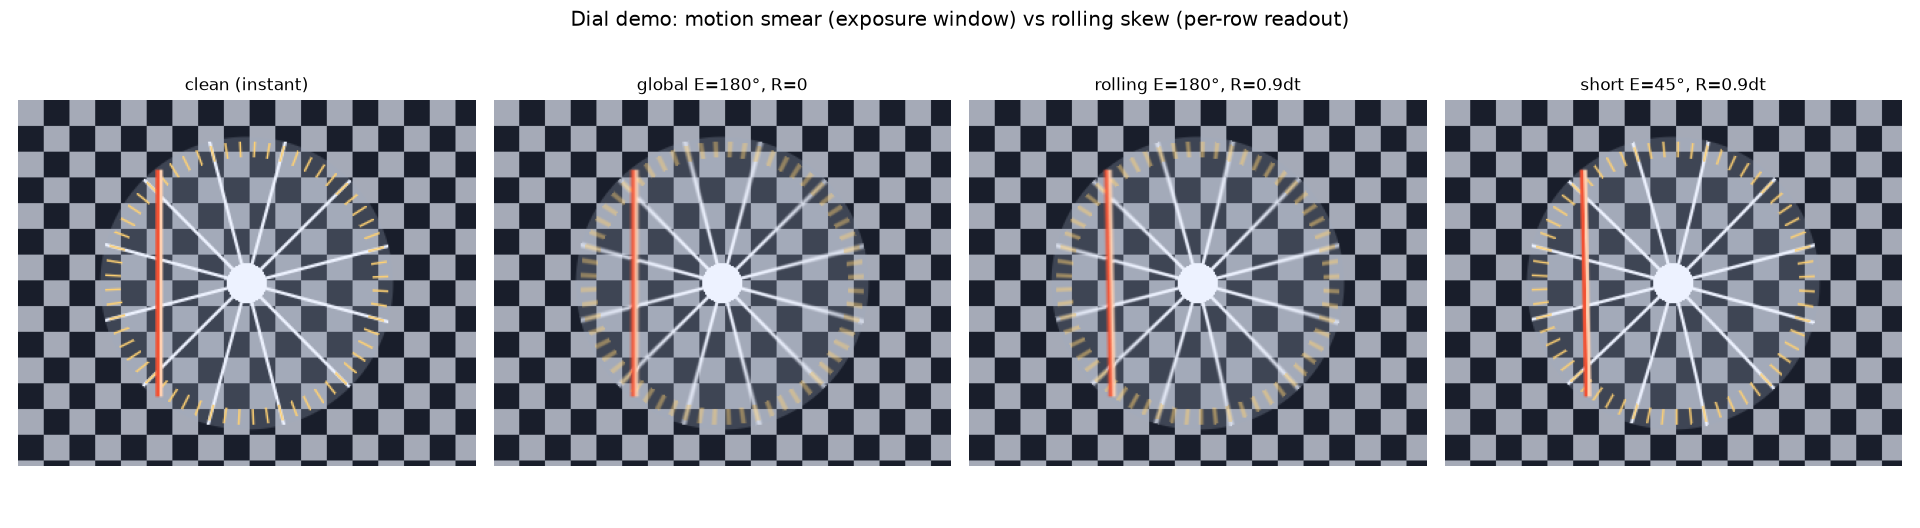 Dial demo: motion smear (exposure window) vs rolling skew (per-row readout)
clean (instant)
global E=180°, R=0
rolling E=180°, R=0.9dt
short E=45°, R=0.9dt